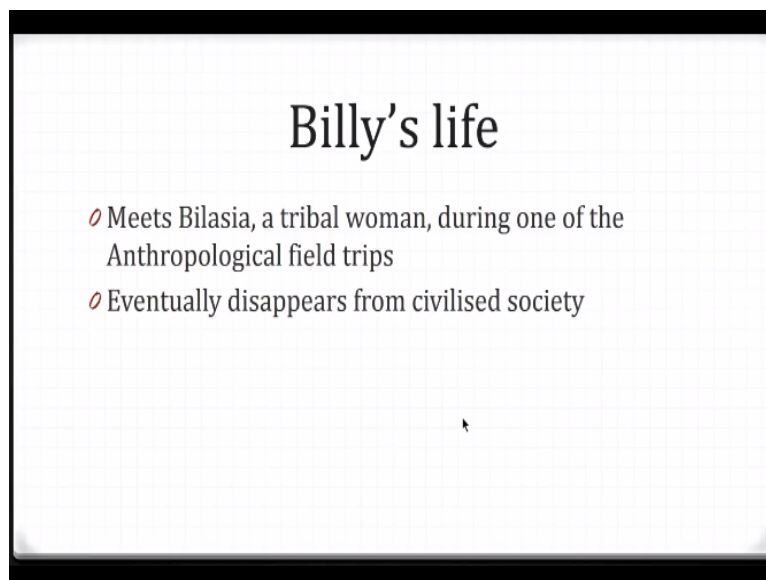 Billy’s life
Meets Bilasia, a tribal woman, during one of the
Anthropological field trips
Eventually disappears from civilised society